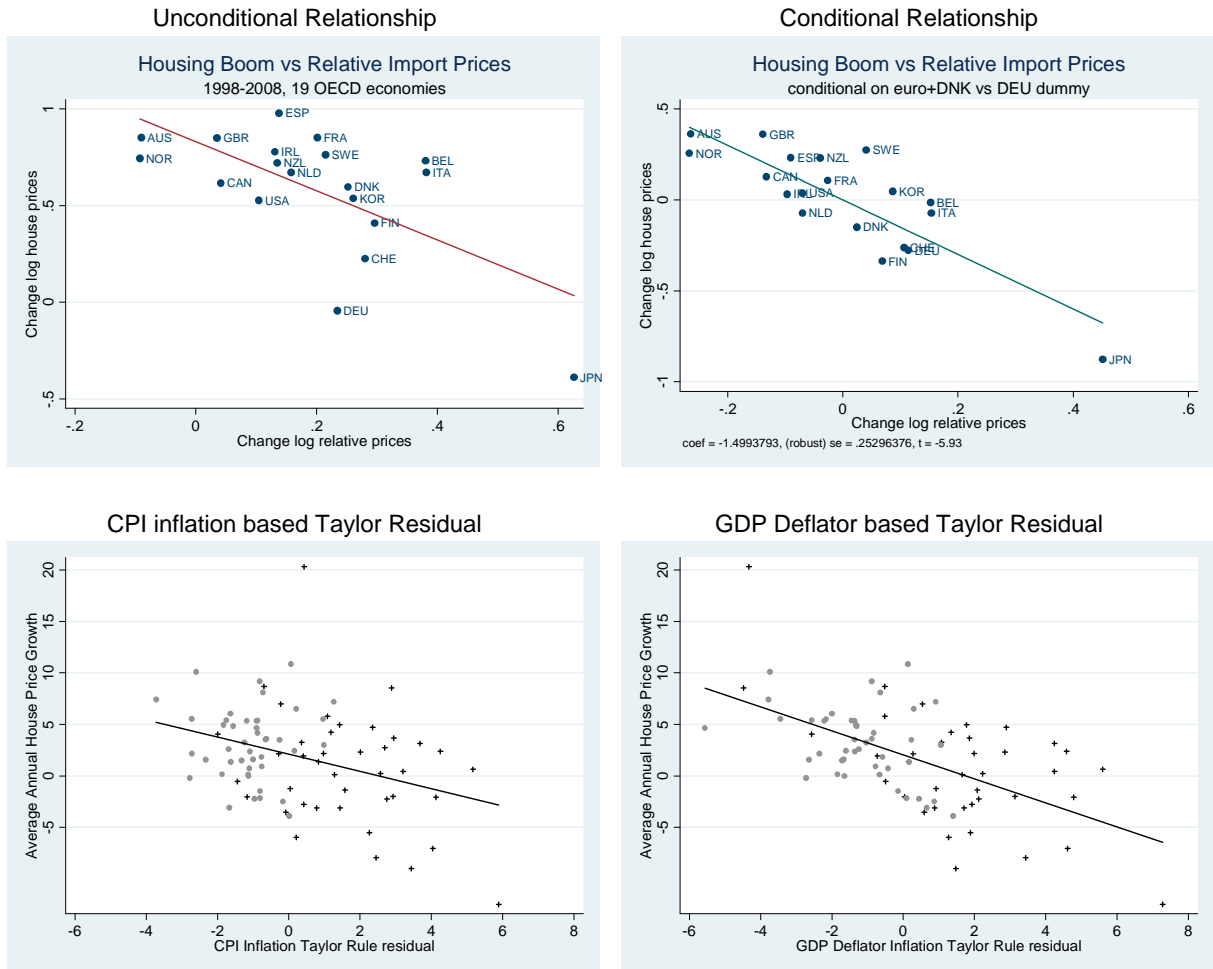 Unconditional Relationship
Housing Boom vs Relative Import Prices
1998-2008, 19 OECD economies
Change log house prices
1
.5
0
-.5
ESP
AUS
GBR
FRA
NOR
IRL
SWE
NZL
BEL
NLD
ITA
CAN
DNK
USA
KOR
FIN
CHE
DEU
JPN
-.2 0 .2 .4 .6
Change log relative prices
Conditional Relationship
Housing Boom vs Relative Import Prices
conditional on euro+DNK vs DEU dummy
Change log house prices
.5
0
-.5
-1
AUS
GBR
NOR
ESP
NZL
SWE
CAN
FRA
IRL
USA
KOR
NLD
BEL
ITA
DNK
CHE
DEU
FIN
JPN
-.2 0 .2 .4 .6
Change log relative prices
coef = -1.4993793, (robust) se = .25296376, t = -5.93
CPI inflation based Taylor Residual
Average Annual House Price Growth
20
15
10
5
0
-5
-6 -4 -2 0 2 4 6 8
CPI Inflation Taylor Rule residual
GDP Deflator based Taylor Residual
Average Annual House Price Growth
20
15
10
5
0
-5
-6 -4 -2 0 2 4 6 8
GDP Deflator Inflation Taylor Rule residual